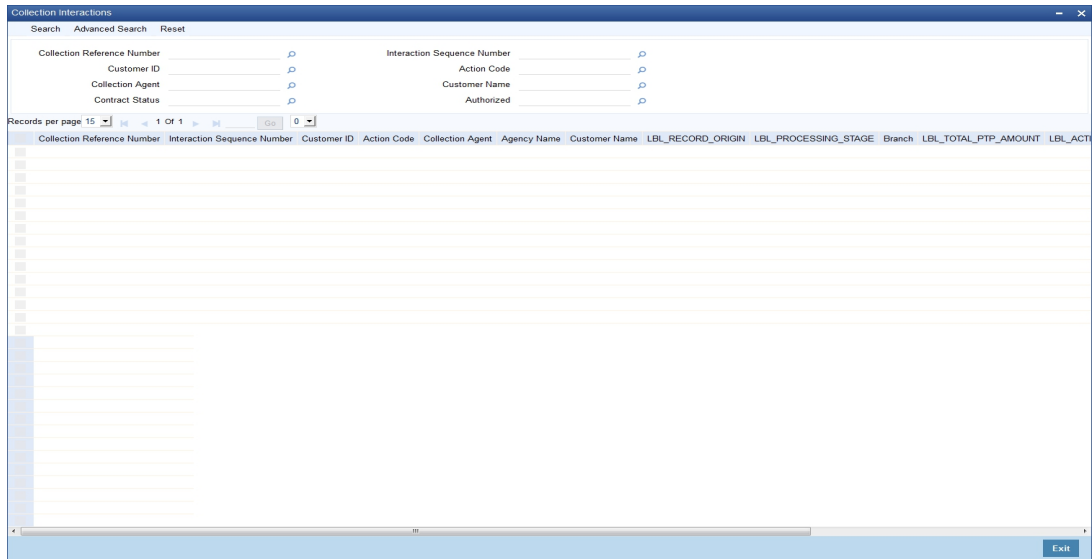 Collection Interactions
Search Advanced Search Reset
Collection Reference Number Interaction Sequence Number
Customer ID Action Code
Collection Agent Customer Name
Contract Status Authorized
Records per page 15 1 Of 1 Go 0
Collection Reference Number Interaction Sequence Number Customer ID Action Code Collection Agent Agency Name Customer Name LBL_RECORD_ORIGIN LBL_PROCESSING_STAGE Branch LBL_TOTAL_PTP_AMOUNT LBL_ACTI
Exit